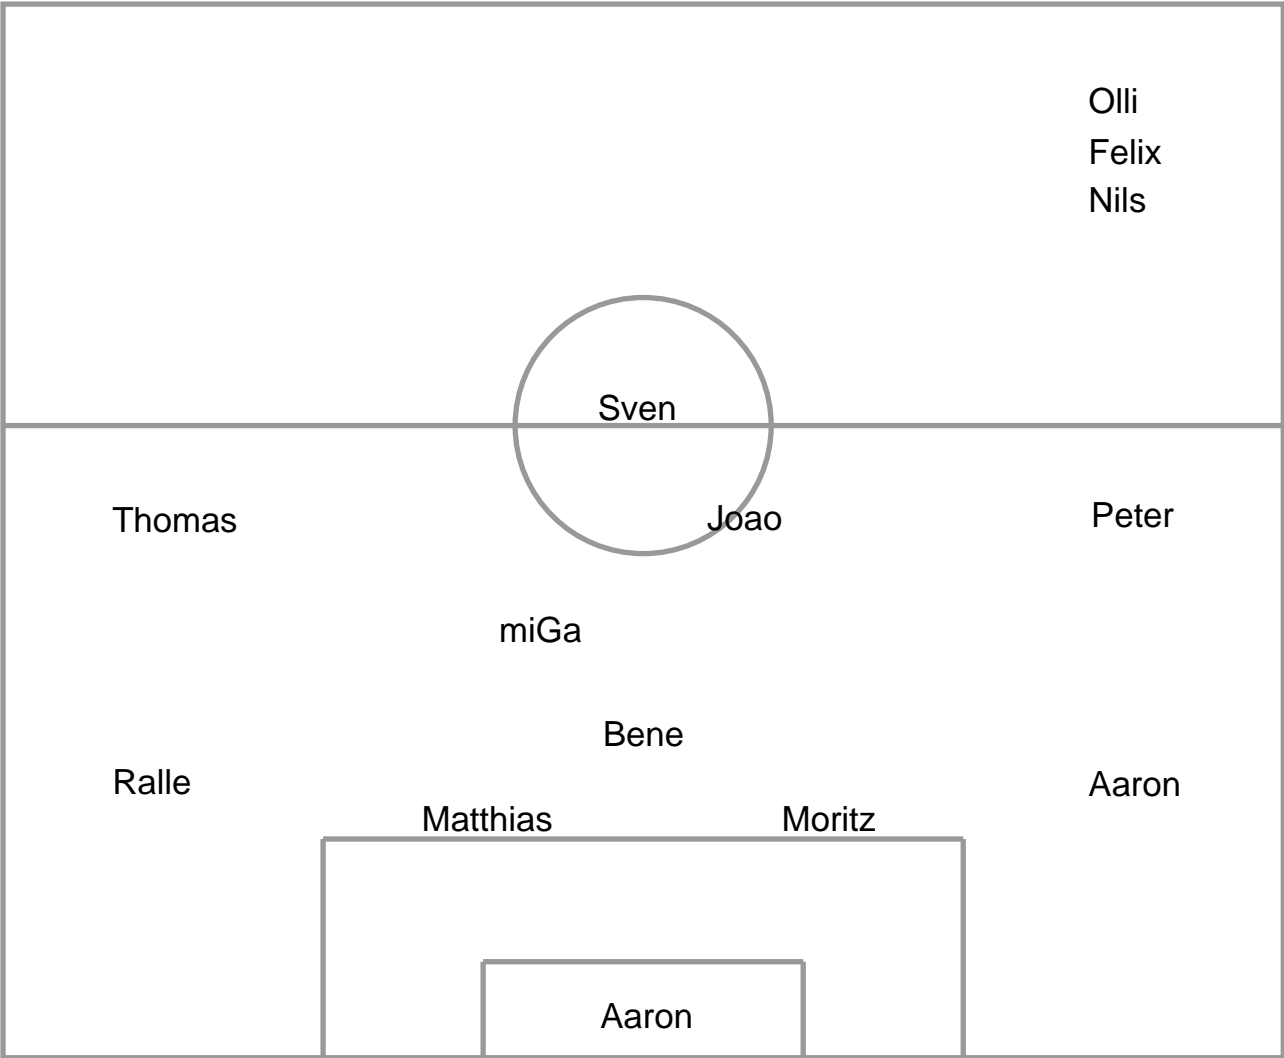 Olli
Felix
Nils
Sven
Thomas
Joao
Peter
miGa
Bene
Ralle
Aaron
Matthias
Moritz
Aaron